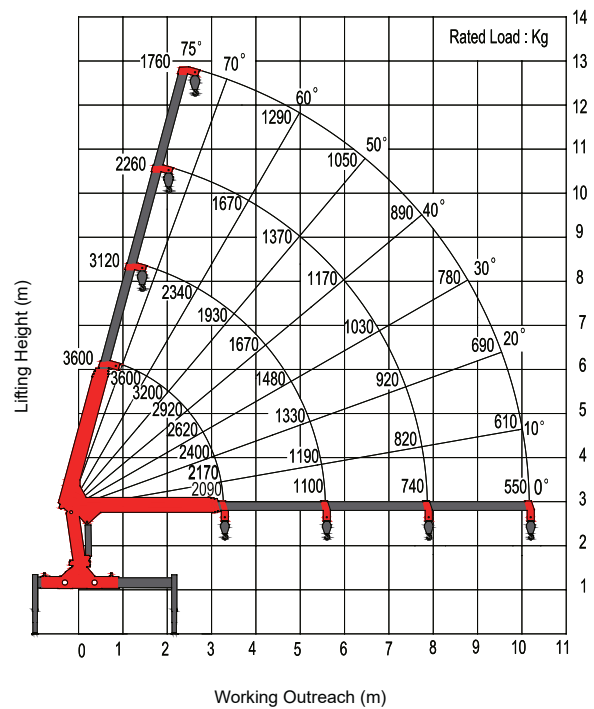 14
Rated Load : Kg
13
1760 75° 70°
12
1290 60°
11
2260 1050 50°
10
1670 890 40°
9
1370
3120 1170 780 30°
8
2340
1930 1030
7
1670 690 20°
3600 6
3600 1480 920
3200
2920 1330 610 10°
5
2620
2400 1190 820
4
2170
2090 1100 740 550 0°
3
2
1
0 1 2 3 4 5 6 7 8 9 10 11
Lifting Height (m)
Working Outreach (m)